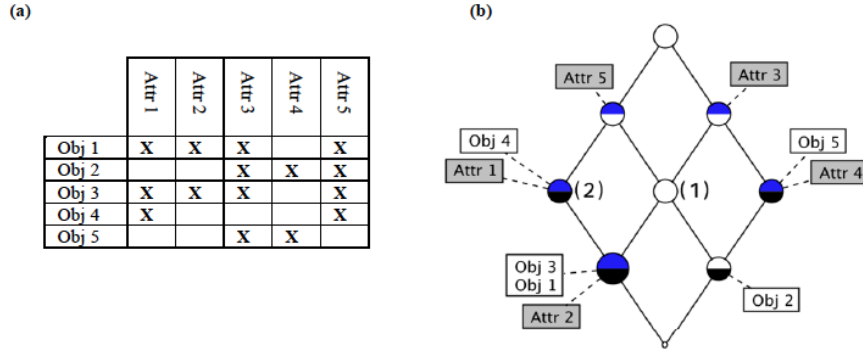 (a)
Attr 1 Attr 2 Attr 3 Attr 4 Attr 5
Obj 1 X X X X
Obj 2 X X X
Obj 3 X X X X
Obj 4 X X
Obj 5 X X
(b)
Attr 5
Attr 3
Obj 4
Attr 1
(2)
(1)
Obj 5
Attr 4
Obj 3
Obj 1
Attr 2
Obj 2